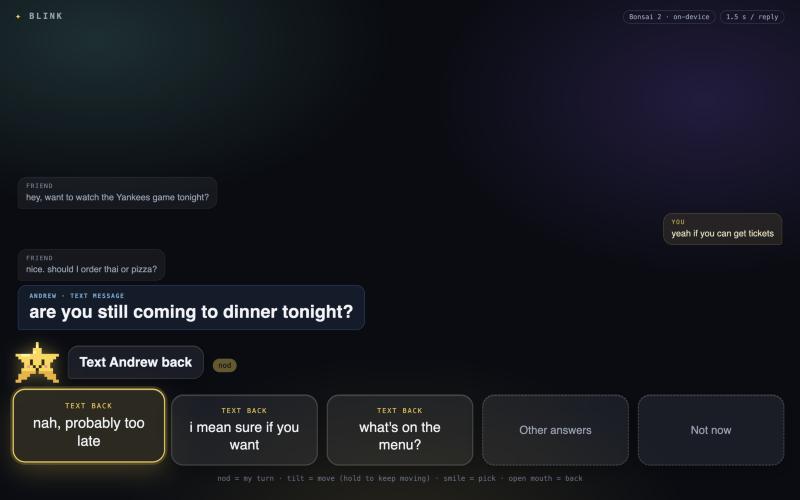 BLINK
Bonsai 2 · on-device
1.5 s / reply
FRIEND
hey, want to watch the Yankees game tonight?
YOU
yeah if you can get tickets
FRIEND
nice. should I order thai or pizza?
ANDREW · TEXT MESSAGE
are you still coming to dinner tonight?
Text Andrew back
nod
TEXT BACK
nah, probably too
late
TEXT BACK
i mean sure if you
want
TEXT BACK
what's on the
menu?
Other answers
Not now
nod = my turn · tilt = move (hold to keep moving) · smile = pick · open mouth = back